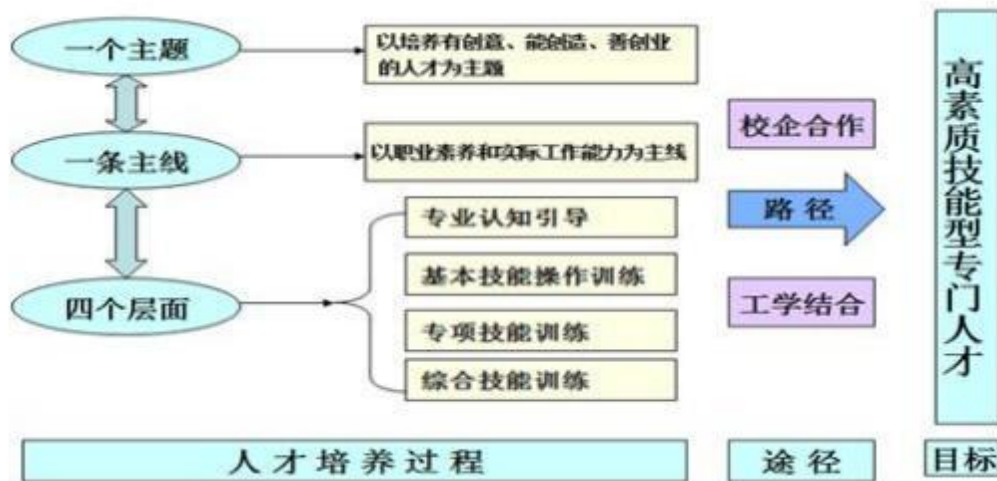 一个主题
以培养有创意、能创造、善创业
的人才为主题
一条主线
以职业素养和实际工作能力为主线
四个层面
专业认知引导
基本技能操作训练
专项技能训练
综合技能训练
校企合作
路径
工学结合
高素质技能型专门人才
人才培养过程
途径
目标